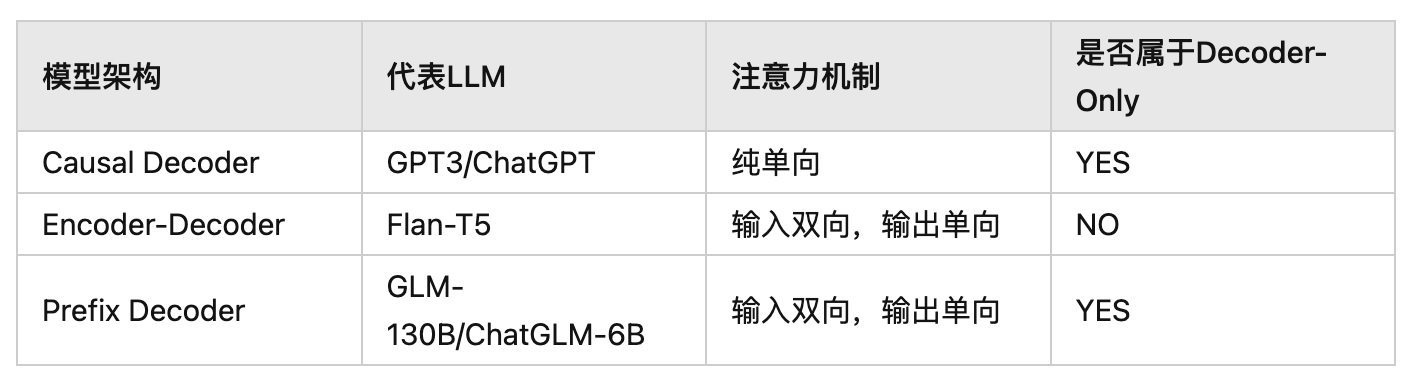 模型架构 代表LLM 注意力机制 是否属于Decoder-
Only
Causal Decoder GPT3/ChatGPT 纯单向 YES
Encoder-Decoder Flan-T5 输入双向，输出单向 NO
Prefix Decoder GLM-
130B/ChatGLM-6B 输入双向，输出单向 YES